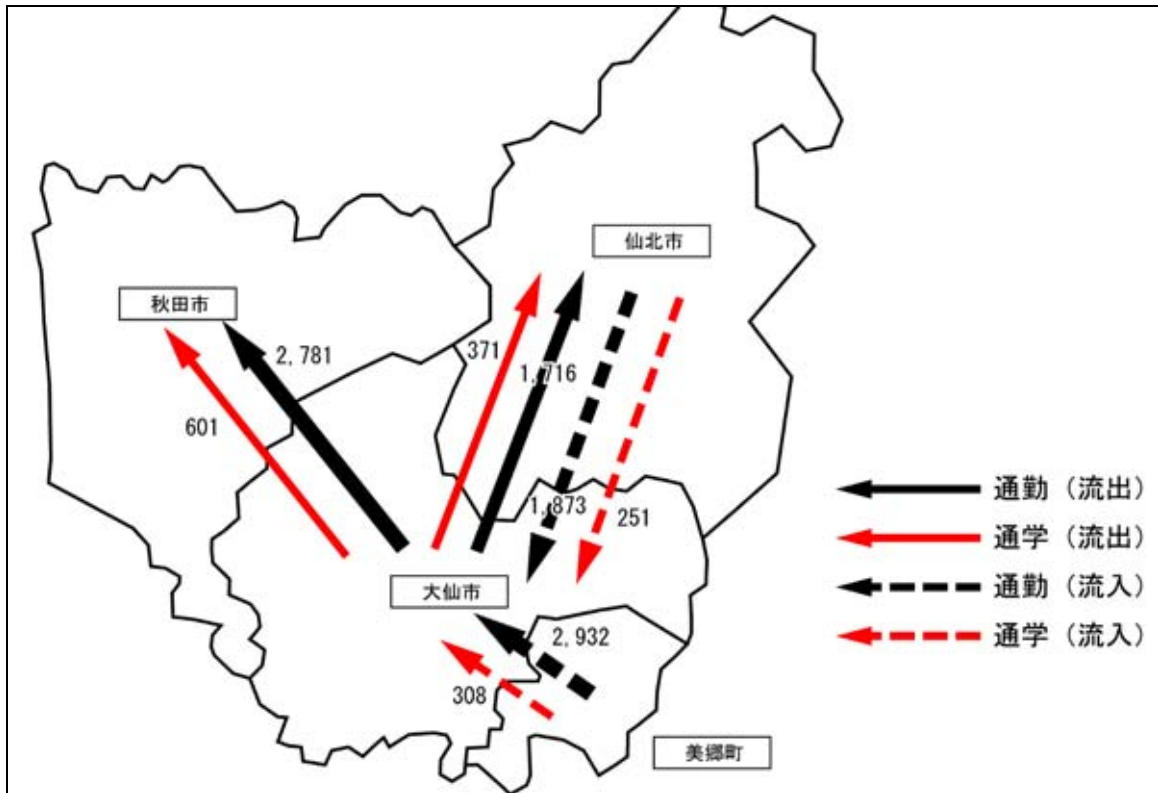 仙北市
秋田市
2,781
371
1,716
601
1,873
251
大仙市
2,932
308
美郷町
通勤（流出）
通学（流出）
通勤（流入）
通学（流入）